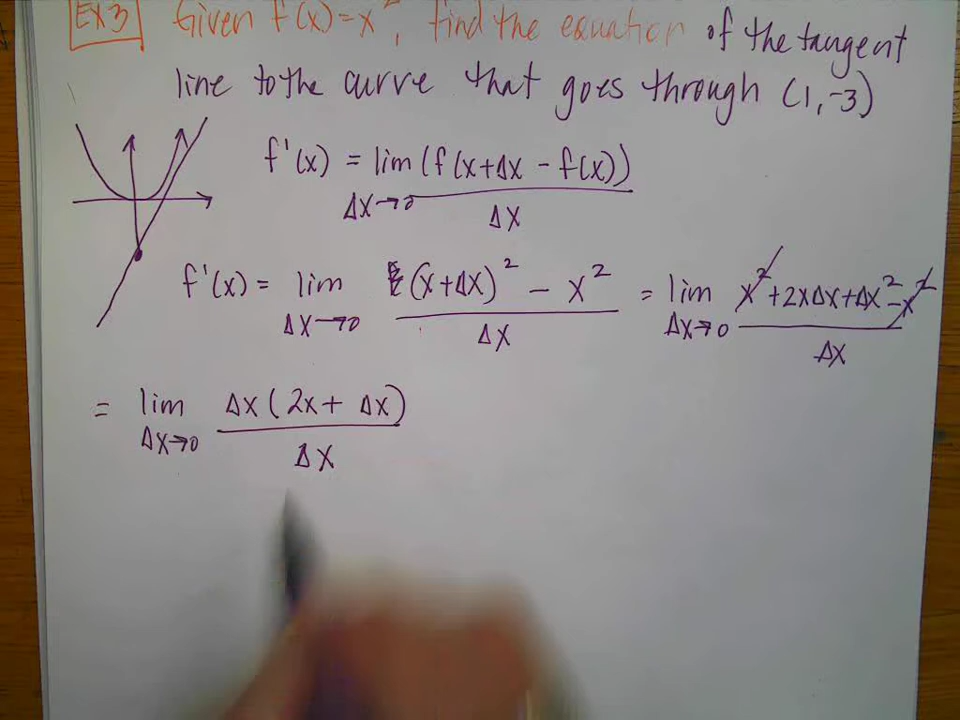 Ex 3 Given f(x)=x², find the equation of the tangent
line to the curve that goes through (1,-3)
f'(x) = lim (f(x+Δx - f(x))
Δx→0 Δx
f'(x) = lim (x+Δx)² - x² = lim x²+2xΔx+Δx²-x²
Δx→0 Δx Δx→0 Δx
= lim Δx(2x+ Δx)
Δx→0 Δx